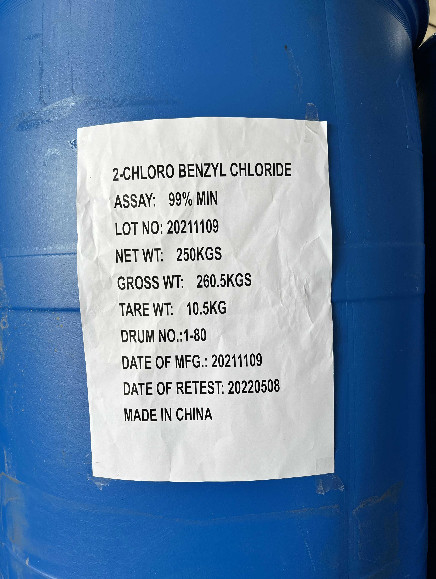 2-CHLORO BENZYL CHLORIDE
ASSAY: 99% MIN
LOT NO: 20211109
NET WT: 250KGS
GROSS WT: 260.5KGS
TARE WT: 10.5KG
DRUM NO.:1-80
DATE OF MFG.: 20211109
DATE OF RETEST: 20220508
MADE IN CHINA